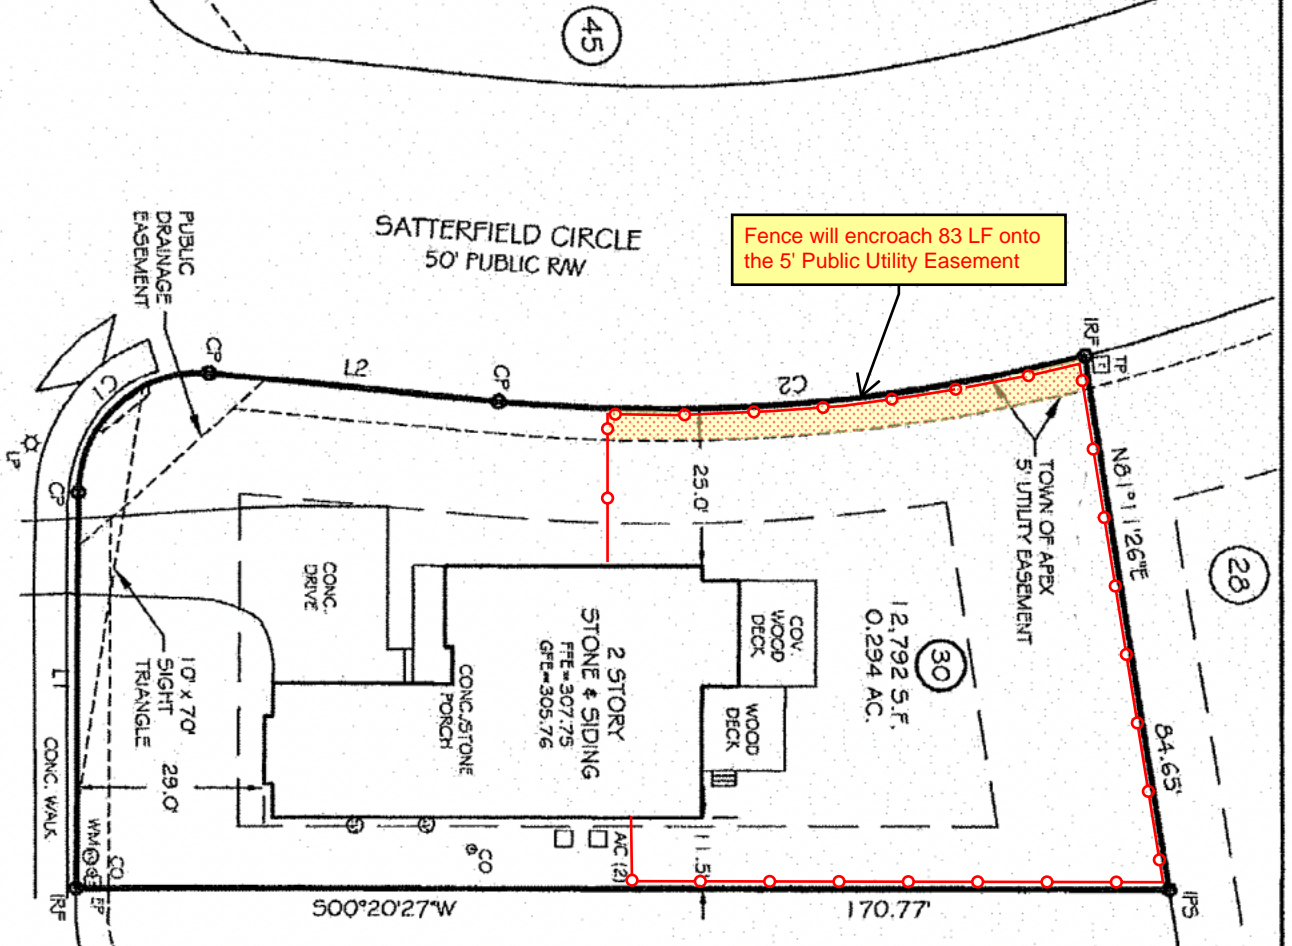 45
SATTERFIELD CIRCLE
50' PUBLIC R/W
Fence will encroach 83 LF onto
the 5' Public Utility Easement
PUBLIC
DRAINAGE
EASEMENT
CP
L2
CP
C2
IRF
TP
T
C1
LP
CP
25.0'
TOWN OF APEX
5' UTILITY EASEMENT
N81°11'26"E
84.65'
28
30
12,792 S.F.
0.294 AC.
CONC.
DRIVE
COV.
WOOD
DECK
WOOD
DECK
2 STORY
STONE & SIDING
FFE=307.75
GFE=305.76
CONC./STONE
PORCH
10' x 70'
SIGHT
TRIANGLE
29.0'
L1
CONC. WALK
WM
CO
EP
IRF
CO
A/C (2)
11.5'
S00°20'27"W
170.77'
IPS